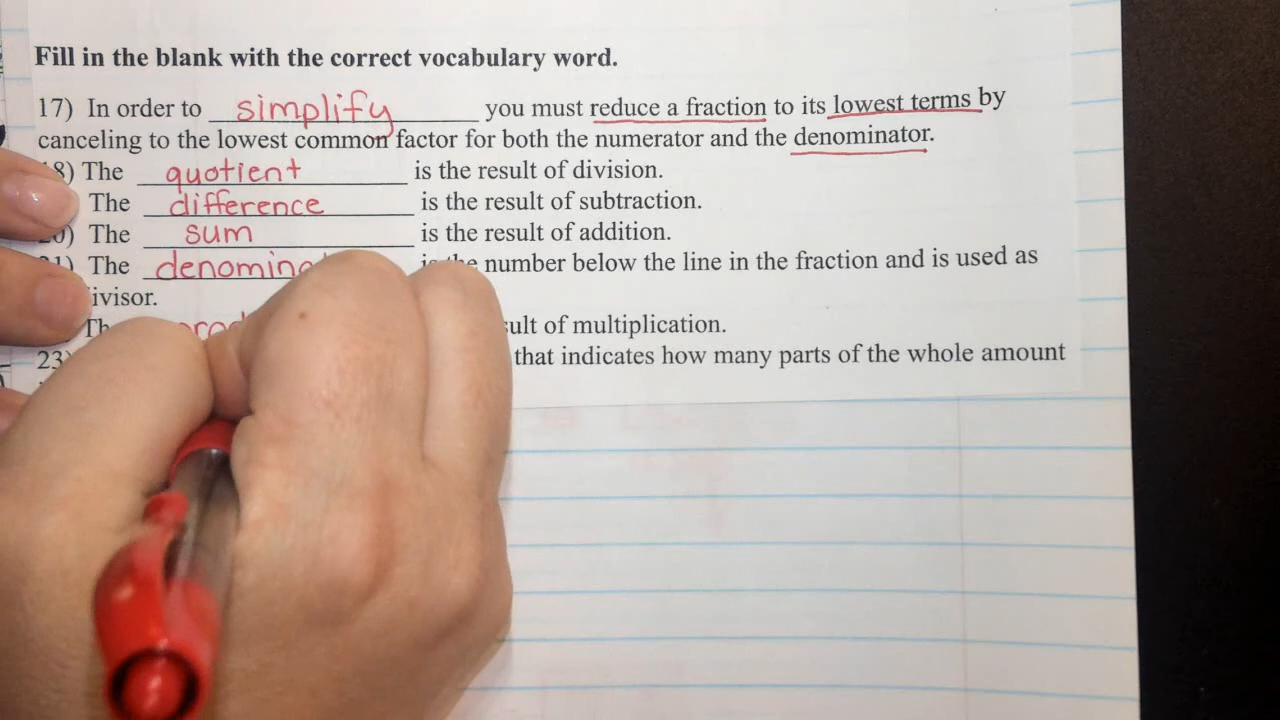 Fill in the blank with the correct vocabulary word.
17) In order to simplify you must reduce a fraction to its lowest terms by
canceling to the lowest common factor for both the numerator and the denominator.
8) The quotient is the result of division.
The difference is the result of subtraction.
0) The sum is the result of addition.
The the number below the line in the fraction and is used as
of multiplication.
23) that indicates how many parts of the whole amount